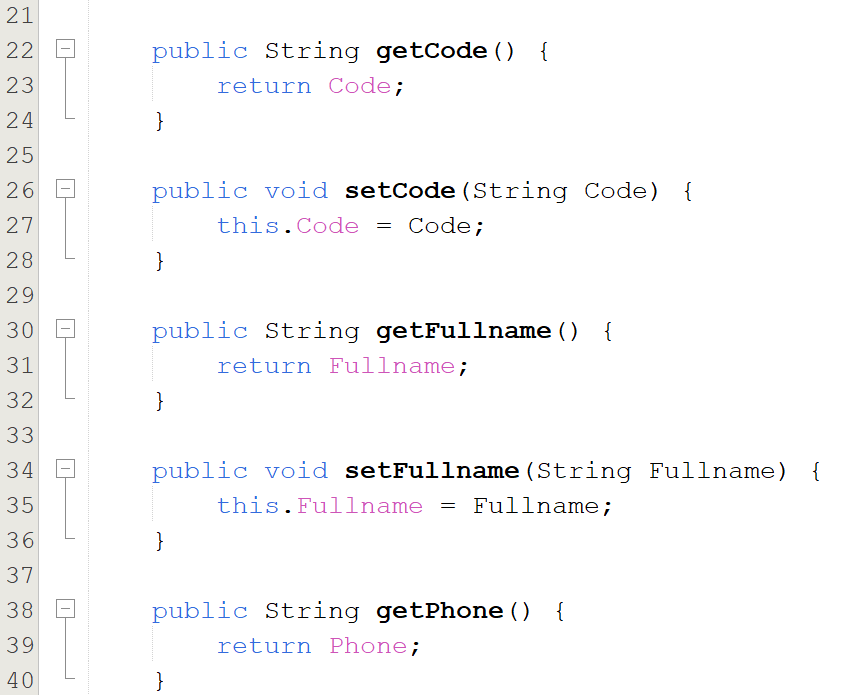 21
22 public String getCode() {
23 return Code;
24 }
25
26 public void setCode(String Code) {
27 this.Code = Code;
28 }
29
30 public String getFullname() {
31 return Fullname;
32 }
33
34 public void setFullname(String Fullname) {
35 this.Fullname = Fullname;
36 }
37
38 public String getPhone() {
39 return Phone;
40 }